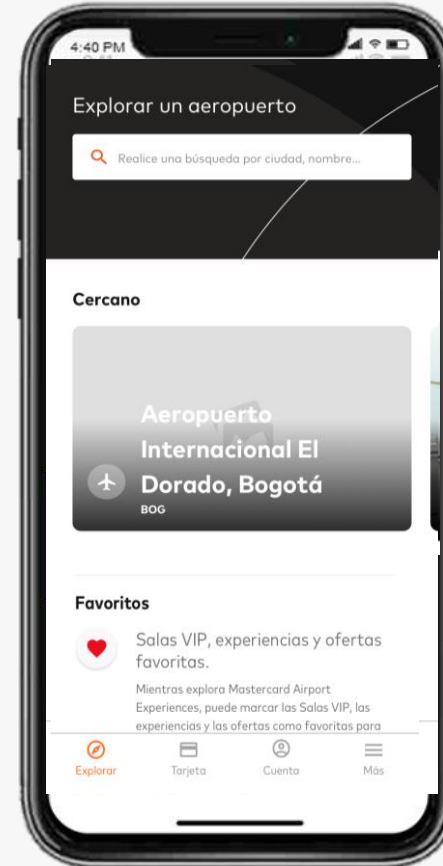 4:40 PM
Explorar un aeropuerto
Realice una búsqueda por ciudad, nombre...
Cercano
Aeropuerto
Internacional El
Dorado, Bogotá
BOG
Favoritos
Salas VIP, experiencias y ofertas
favoritas.
Mientras explora Mastercard Airport
Experiences, puede marcar las Salas VIP, las
experiencias y las ofertas como favoritas para
Explorar
Tarjeta
Cuenta
Más